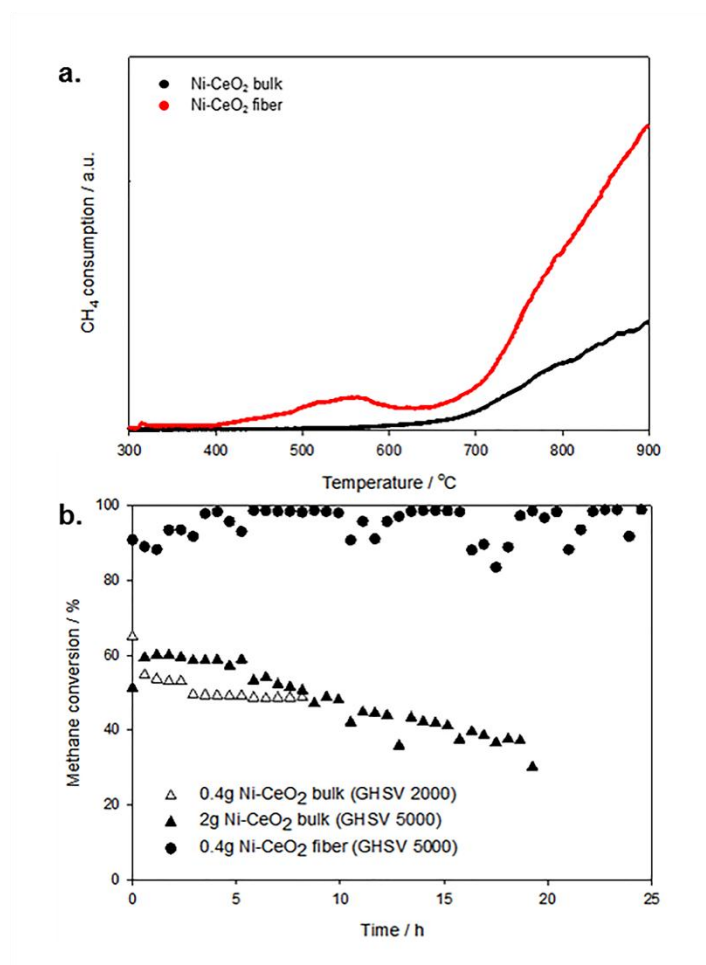 a.
Ni-CeO₂ bulk
Ni-CeO₂ fiber
CH₄ consumption / a.u.
300 400 500 600 700 800 900
Temperature / °C
b.
100
80
60
40
20
0
Methane conversion / %
0.4g Ni-CeO₂ bulk (GHSV 2000)
2g Ni-CeO₂ bulk (GHSV 5000)
0.4g Ni-CeO₂ fiber (GHSV 5000)
0 5 10 15 20 25
Time / h